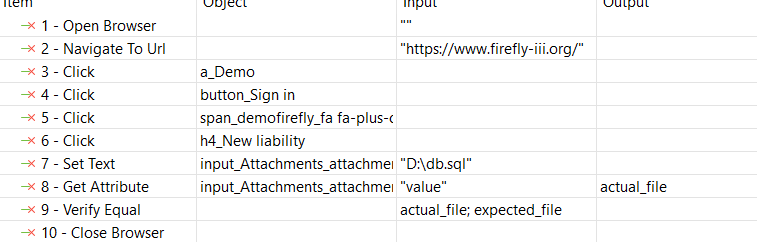 Item Object Input Output
1 - Open Browser ""
2 - Navigate To Url "https://www.firefly-iii.org/"
3 - Click a_Demo
4 - Click button_Sign in
5 - Click span_demofirefly_fa fa-plus-c
6 - Click h4_New liability
7 - Set Text input_Attachments_attachmer "D:\db.sql"
8 - Get Attribute input_Attachments_attachmer "value" actual_file
9 - Verify Equal actual_file; expected_file
10 - Close Browser